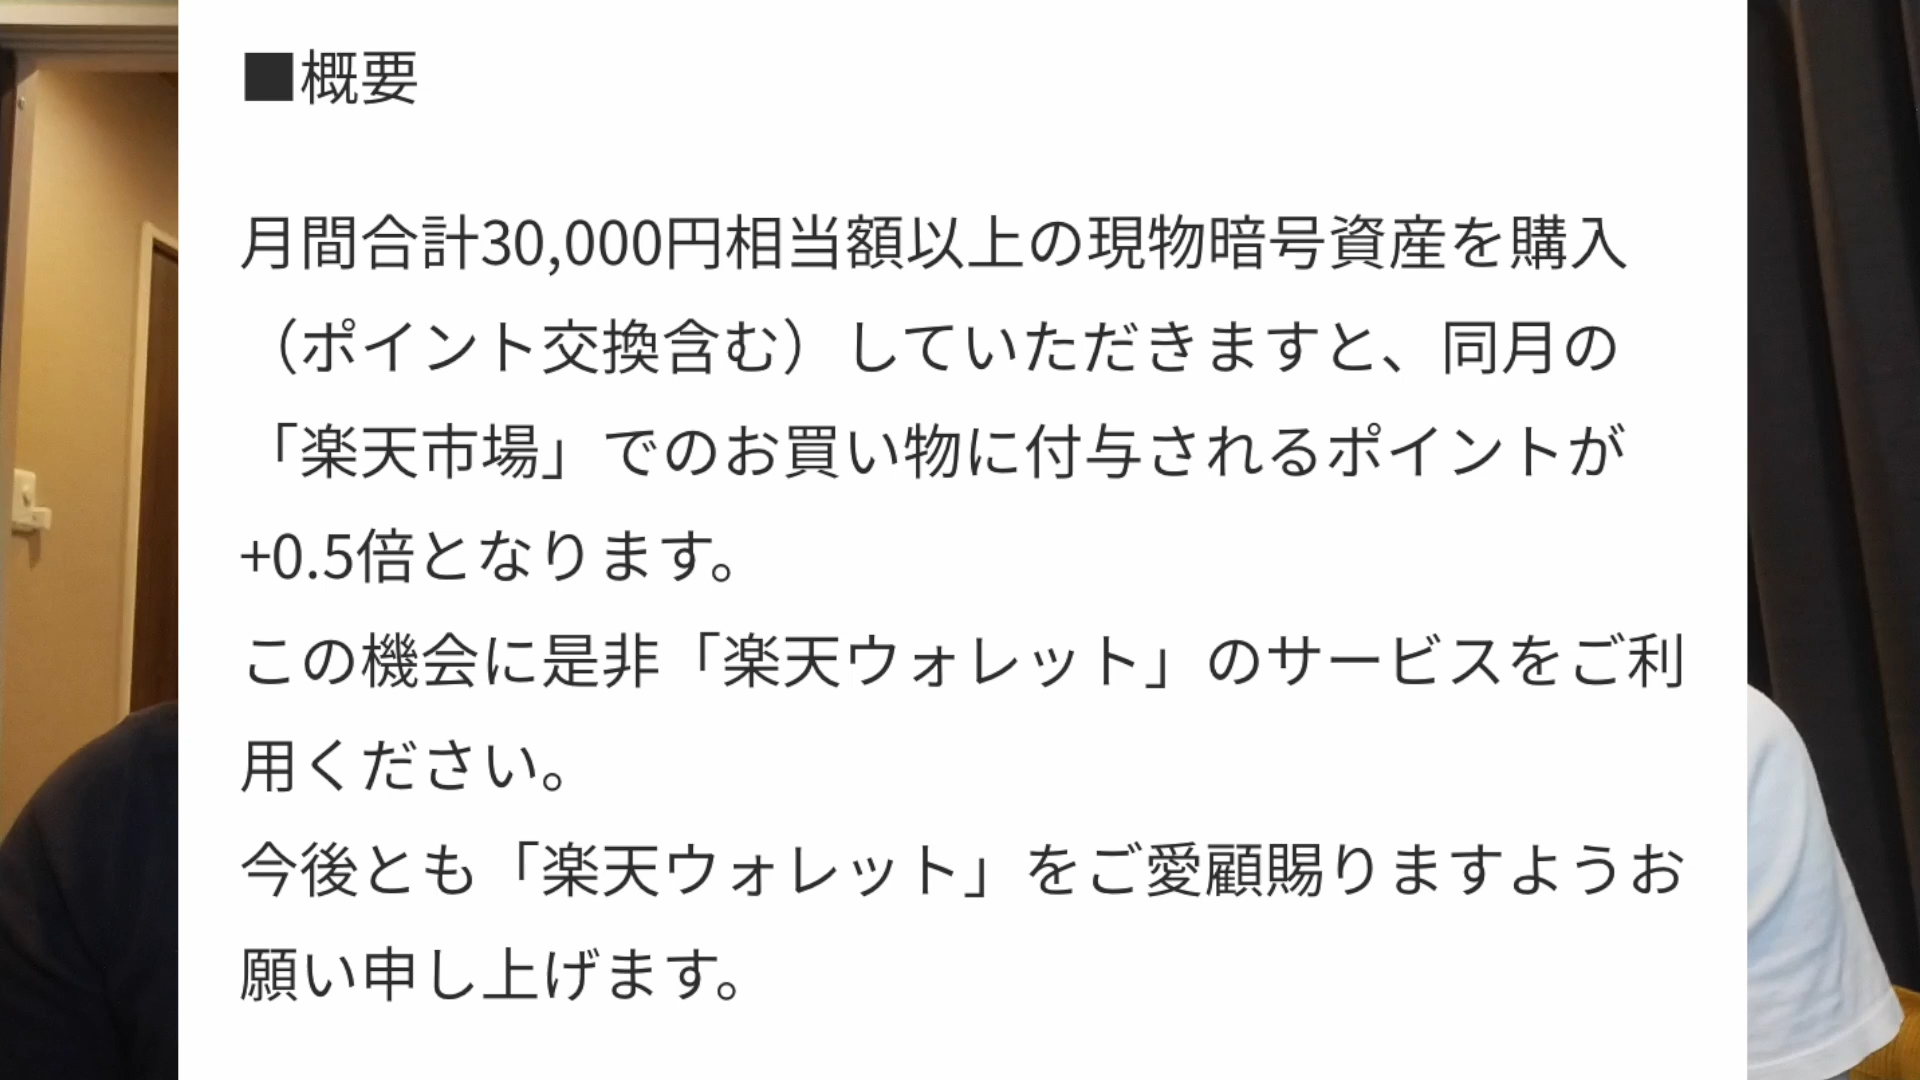 ■概要
月間合計30,000円相当額以上の現物暗号資産を購入
（ポイント交換含む）していただきますと、同月の
「楽天市場」でのお買い物に付与されるポイントが
+0.5倍となります。
この機会に是非「楽天ウォレット」のサービスをご利
用ください。
今後とも「楽天ウォレット」をご愛顧賜りますようお
願い申し上げます。